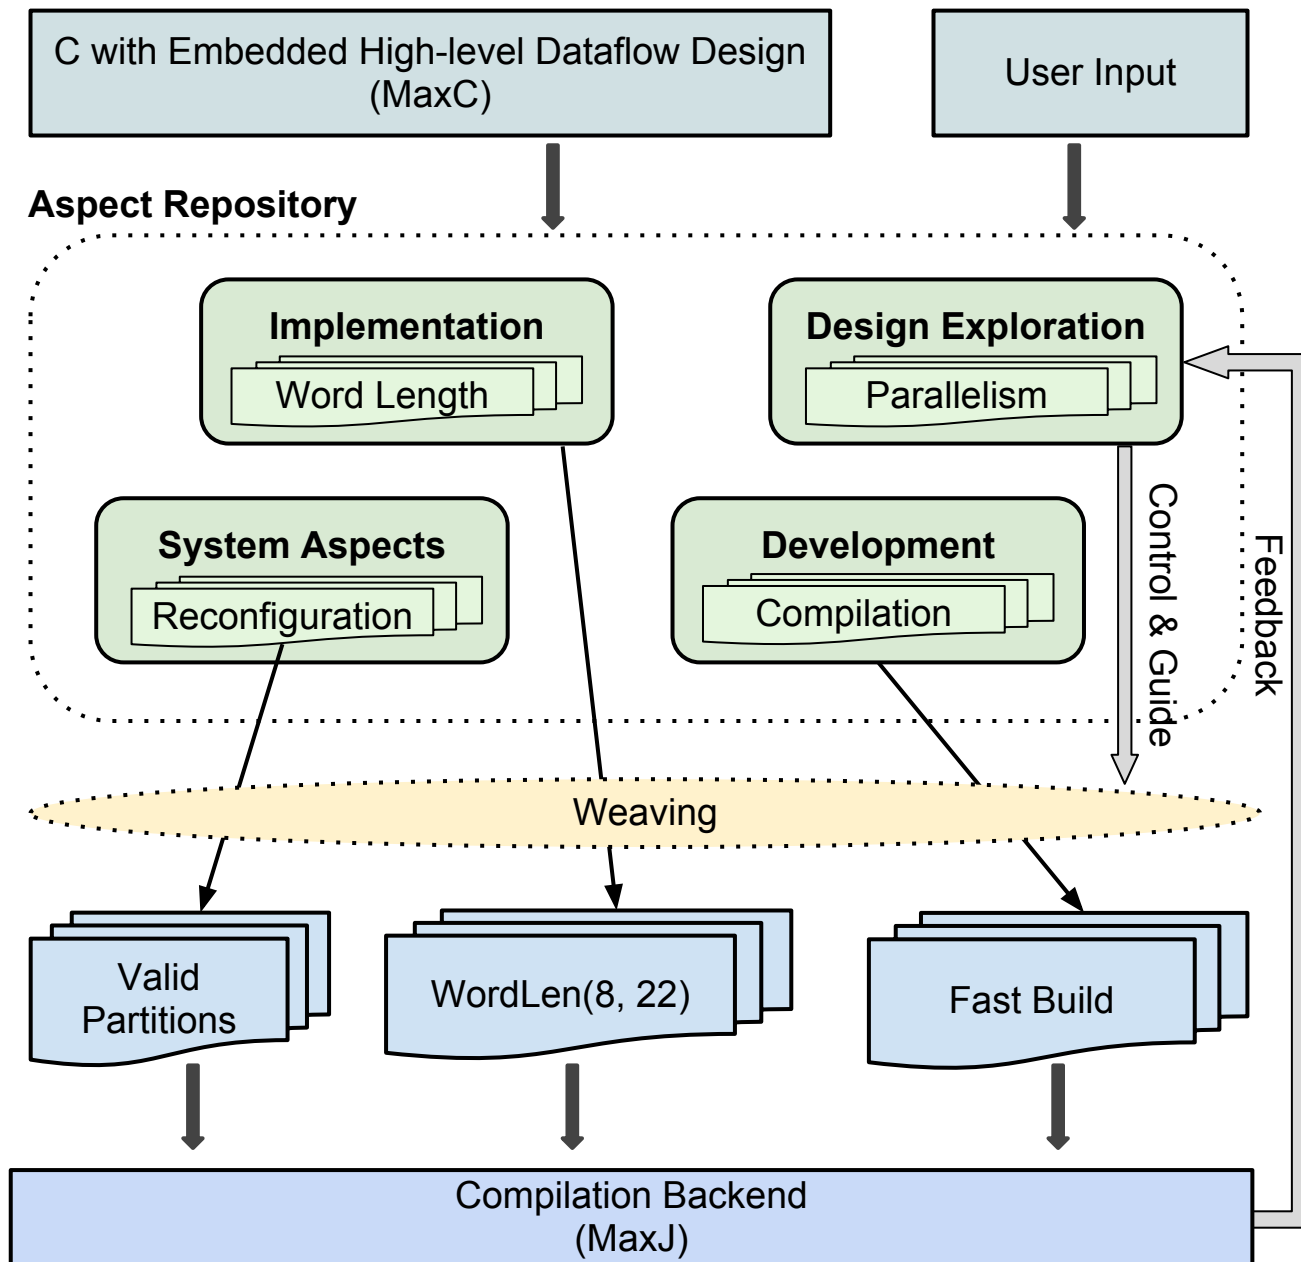 C with Embedded High-level Dataflow Design
(MaxC)
User Input
Aspect Repository
Implementation
Word Length
Design Exploration
Parallelism
System Aspects
Reconfiguration
Development
Compilation
Control & Guide
Feedback
Weaving
Valid
Partitions
WordLen(8, 22)
Fast Build
Compilation Backend
(MaxJ)